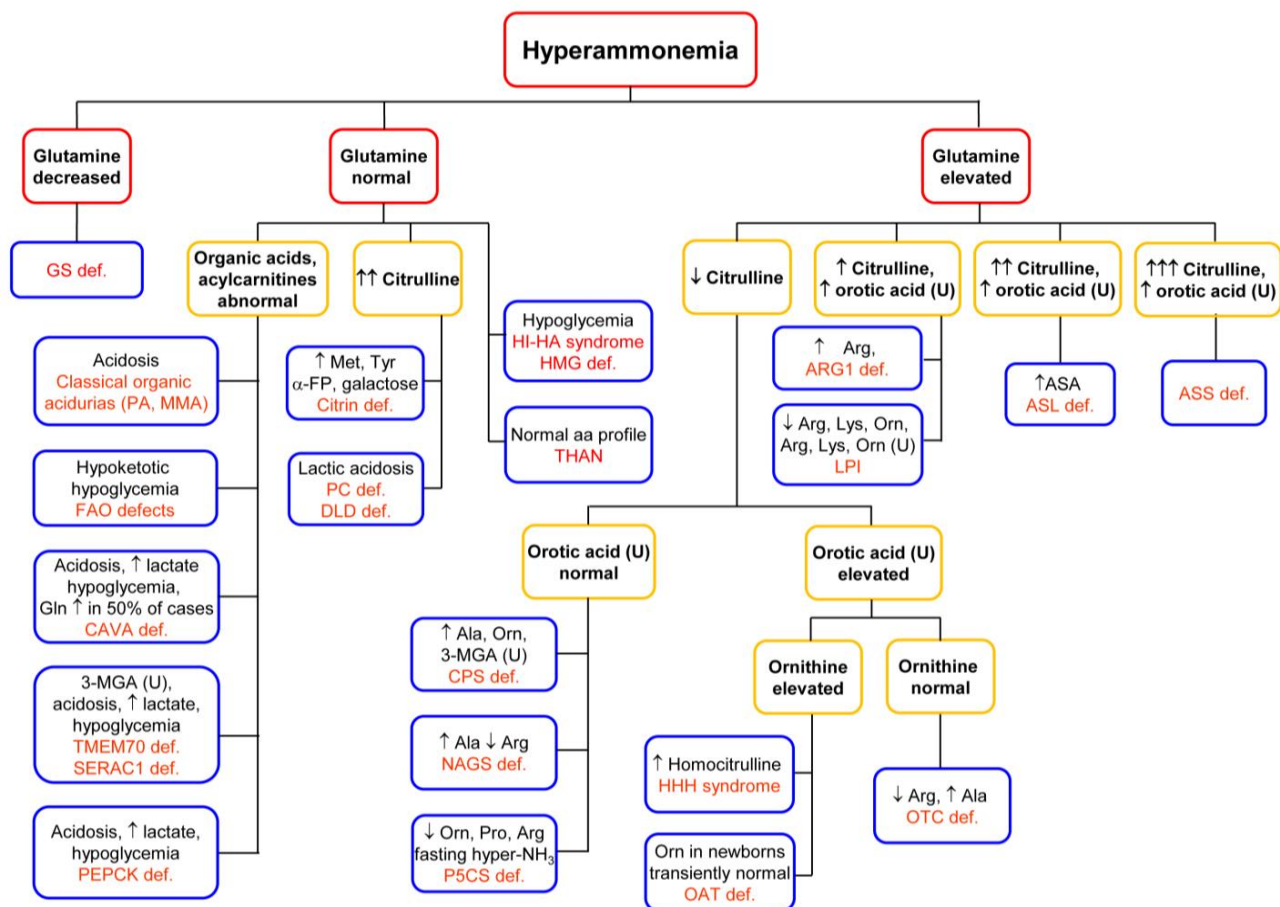 Hyperammonemia
Glutamine
decreased
Glutamine
normal
Glutamine
elevated
GS def.
Organic acids,
acylcarnitines
abnormal
↑↑ Citrulline
↓ Citrulline
↑ Citrulline,
↑ orotic acid (U)
↑↑ Citrulline,
↑ orotic acid (U)
↑↑↑ Citrulline,
↑ orotic acid (U)
Acidosis
Classical organic
acidurias (PA, MMA)
Hypoketotic
hypoglycemia
FAO defects
Acidosis, ↑ lactate
hypoglycemia,
Gln ↑ in 50% of cases
CAVA def.
3-MGA (U),
acidosis, ↑ lactate,
hypoglycemia
TMEM70 def.
SERAC1 def.
Acidosis, ↑ lactate,
hypoglycemia
PEPCK def.
↑ Met, Tyr
α-FP, galactose
Citrin def.
Lactic acidosis
PC def.
DLD def.
Hypoglycemia
HI-HA syndrome
HMG def.
Normal aa profile
THAN
↑ Arg,
ARG1 def.
↓ Arg, Lys, Orn,
Arg, Lys, Orn (U)
LPI
↑ASA
ASL def.
ASS def.
Orotic acid (U)
normal
Orotic acid (U)
elevated
↑ Ala, Orn,
3-MGA (U)
CPS def.
↑ Ala ↓ Arg
NAGS def.
↓ Orn, Pro, Arg
fasting hyper-NH₃
P5CS def.
Ornithine
elevated
Ornithine
normal
↑ Homocitrulline
HHH syndrome
Orn in newborns
transiently normal
OAT def.
↓ Arg, ↑ Ala
OTC def.